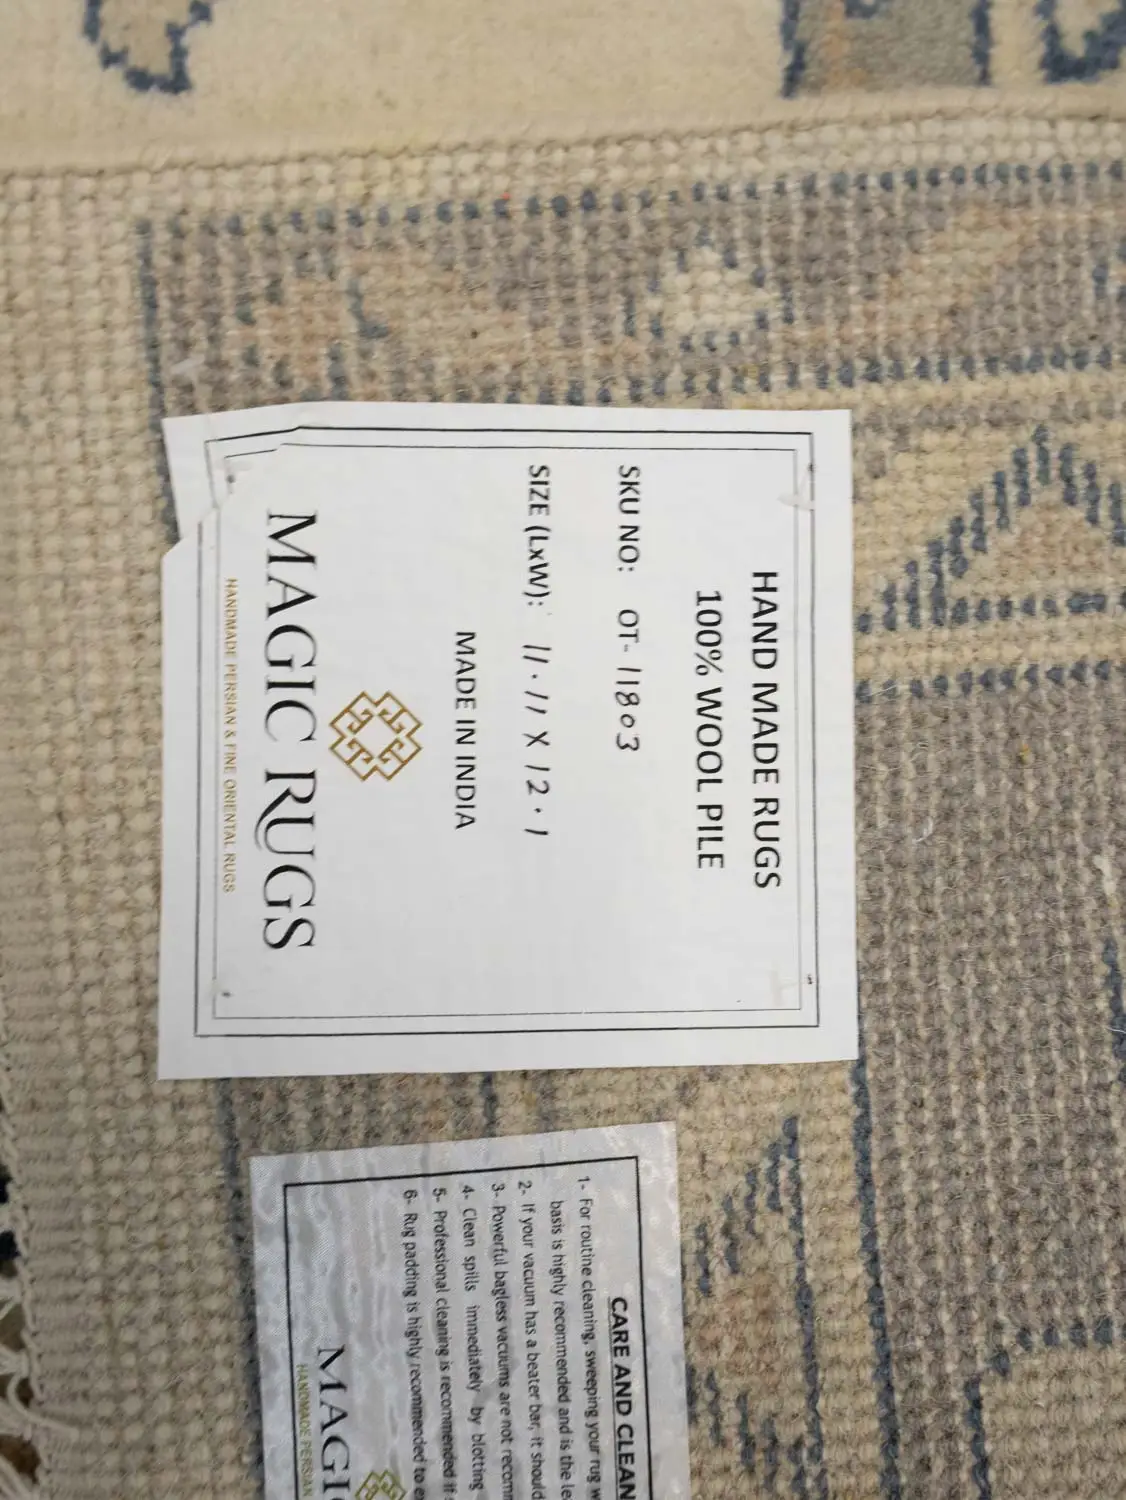 HAND MADE RUGS
100% WOOL PILE
SKU NO: OT-11803
SIZE (LxW): 11.11 X 12.1
MADE IN INDIA
MAGIC RUGS
HANDMADE PERSIAN & FINE ORIENTAL RUGS
CARE AND CLEAN
1- For routine cleaning, sweeping your rug
basis is highly recommended and is the
2- If your vacuum has a beater bar, it should
3- Powerful bagless vacuums are not
4- Clean spills immediately by blotting
5- Professional cleaning is recommended if
6- Rug padding is highly recommended to
MAGI
HANDMADE PERSIAN